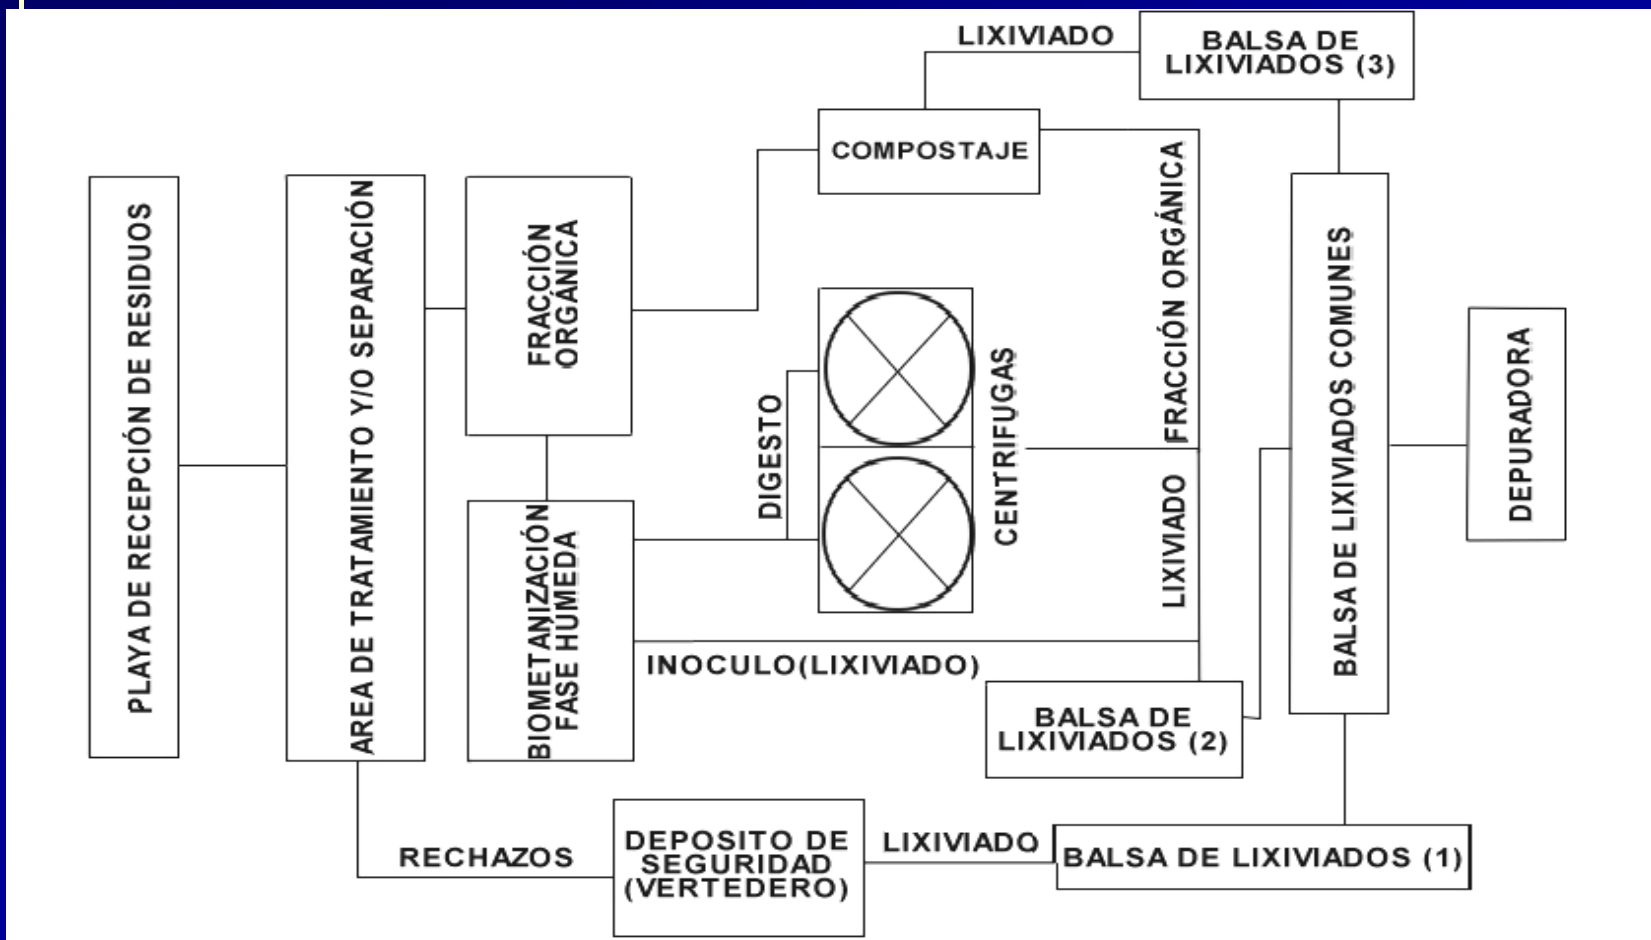 LIXIVIADO
BALSA DE
LIXIVIADOS (3)
COMPOSTAJE
PLAYA DE RECEPCIÓN DE RESIDUOS
AREA DE TRATAMIENTO Y/O SEPARACIÓN
FRACCIÓN
ORGÁNICA
FRACCIÓN ORGÁNICA
BALSA DE LIXIVIADOS COMUNES
DEPURADORA
DIGESTO
CENTRIFUGAS
LIXIVIADO
BIOMETANIZACIÓN
FASE HÚMEDA
INOCULO(LIXIVIADO)
BALSA DE
LIXIVIADOS (2)
RECHAZOS
DEPOSITO DE
SEGURIDAD
(VERTEDERO)
LIXIVIADO
BALSA DE LIXIVIADOS (1)